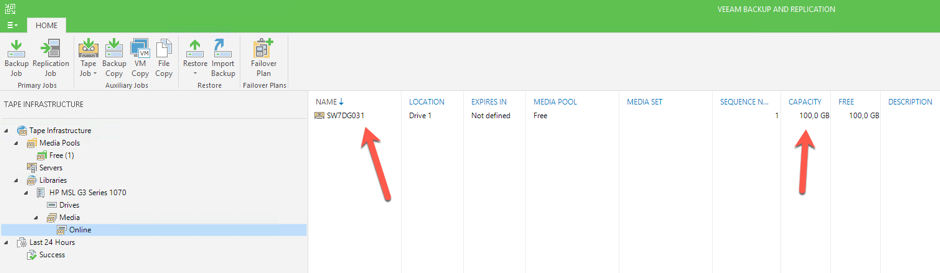 VEEAM BACKUP AND REPLICATION
HOME
Backup Job
Replication Job
Tape Job
Backup Copy
VM Copy
File Copy
Restore
Import Backup
Failover Plan
Primary Jobs
Auxiliary Jobs
Restore
Failover Plans
TAPE INFRASTRUCTURE
Tape Infrastructure
Media Pools
Free (1)
Servers
Libraries
HP MSL G3 Series 1070
Drives
Media
Online
Last 24 Hours
Success
NAME LOCATION EXPIRES IN MEDIA POOL MEDIA SET SEQUENCE N... CAPACITY FREE DESCRIPTION
SW7DG031 Drive 1 Not defined Free 1 100,0 GB 100,0 GB